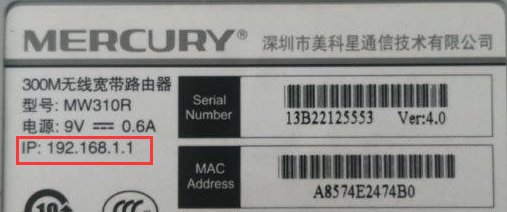 MERCURY® 深圳市美科星通信技术有限公司
300M无线宽带路由器
型号: MW310R
电源: 9V ⎓ 0.6A
IP: 192.168.1.1
Serial Number
13B22125553 Ver:4.0
MAC Address
A8574E2474B0
10
CCC